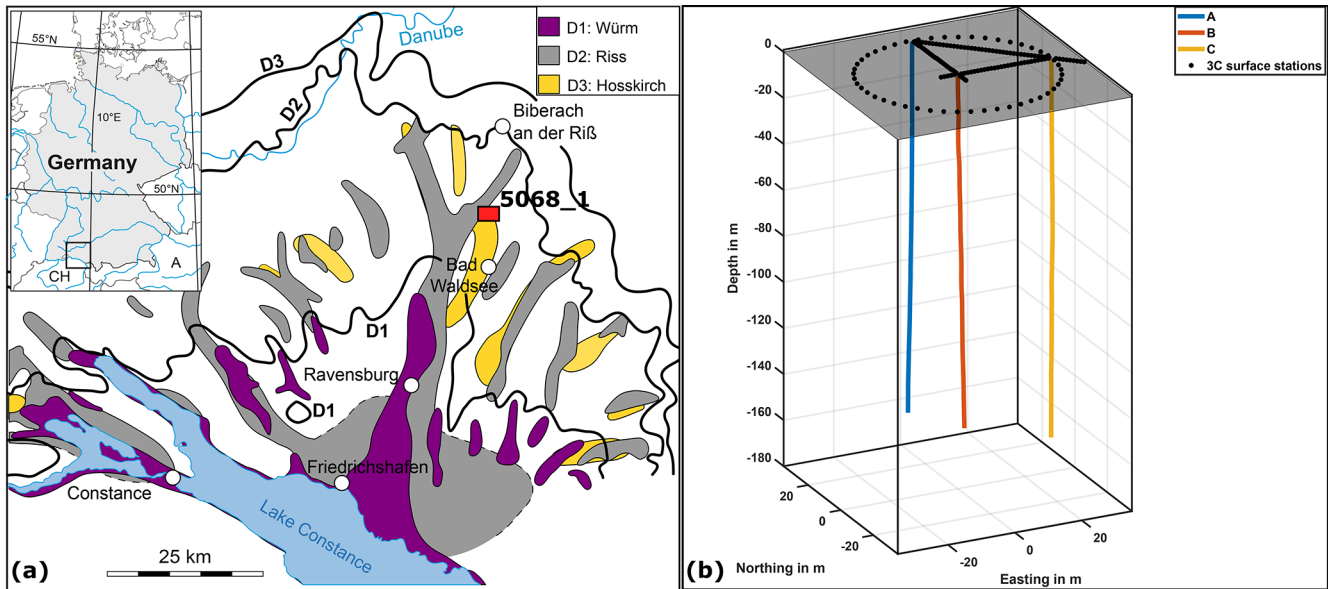 55°N
10°E
Germany
50°N
CH
A
Danube
D3
D2
D1: Würm
D2: Riss
D3: Hosskirch
Biberach
an der Riß
5068_1
Bad
Waldsee
D1
Ravensburg
D1
Friedrichshafen
Constance
Lake Constance
25 km
(a)
A
B
C
3C surface stations
0
-20
-40
-60
-80
-100
-120
-140
-160
-180
Depth in m
20
0
-20
Northing in m
-20
0
20
Easting in m
(b)